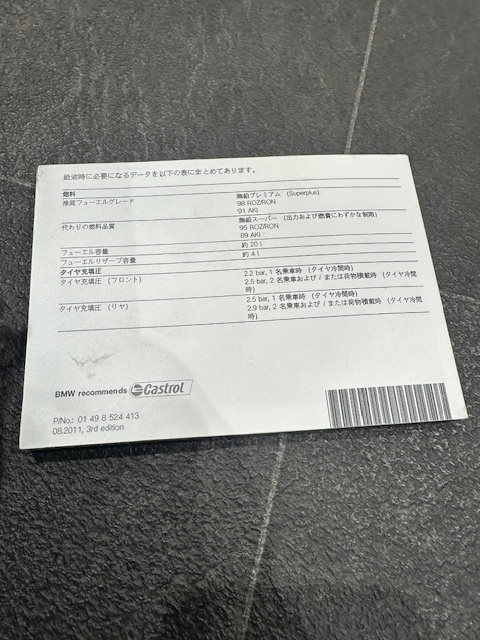 給油時に必要になるデータを以下の表にまとめてあります。
燃料
推奨フューエルグレード 無鉛プレミアム (Superplus)
98 ROZ/RON
91 AKI
代わりの燃料品質 無鉛スーパー (出力および燃費にわずかな制限)
95 ROZ/RON
89 AKI
フューエル容量 約 20 l
フューエルリザーブ容量 約 4 l
タイヤ充填圧
タイヤ充填圧 (フロント) 2.2 bar, 1 名乗車時 (タイヤ冷間時)
2.5 bar, 2 名乗車および / または荷物積載時 (タイヤ冷間
時)
タイヤ充填圧 (リヤ) 2.5 bar, 1 名乗車時 (タイヤ冷間時)
2.9 bar, 2 名乗車および / または荷物積載時 (タイヤ冷間
時)
BMW recommends Castrol
P/No.: 01 49 8 524 413
08.2011, 3rd edition